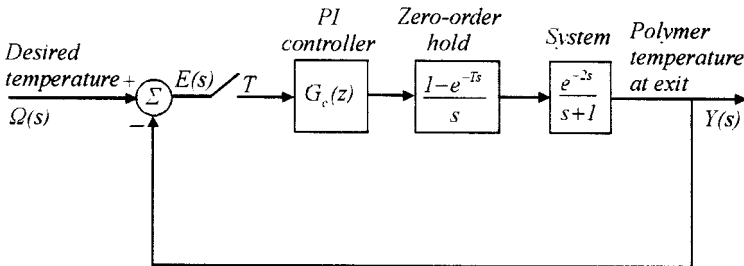 PI
controller
Zero-order
hold
System
Polymer
temperature
at exit
Desired
temperature
+
Ω(s)
Σ
−
E(s)
T
G_c(z)
1−e^{−Ts}
s
e^{−2s}
s+1
Y(s)